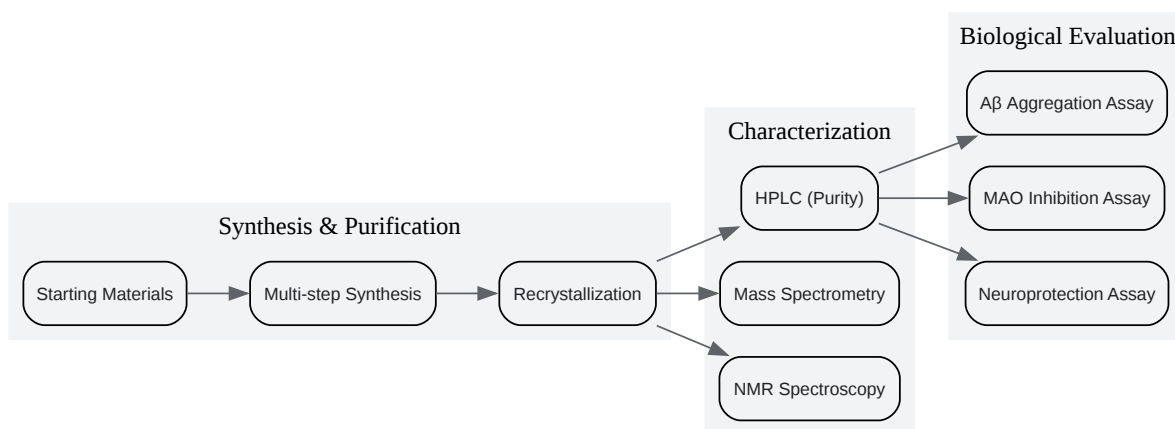 Synthesis & Purification
Starting Materials
Multi-step Synthesis
Recrystallization
Characterization
HPLC (Purity)
Mass Spectrometry
NMR Spectroscopy
Biological Evaluation
Aβ Aggregation Assay
MAO Inhibition Assay
Neuroprotection Assay